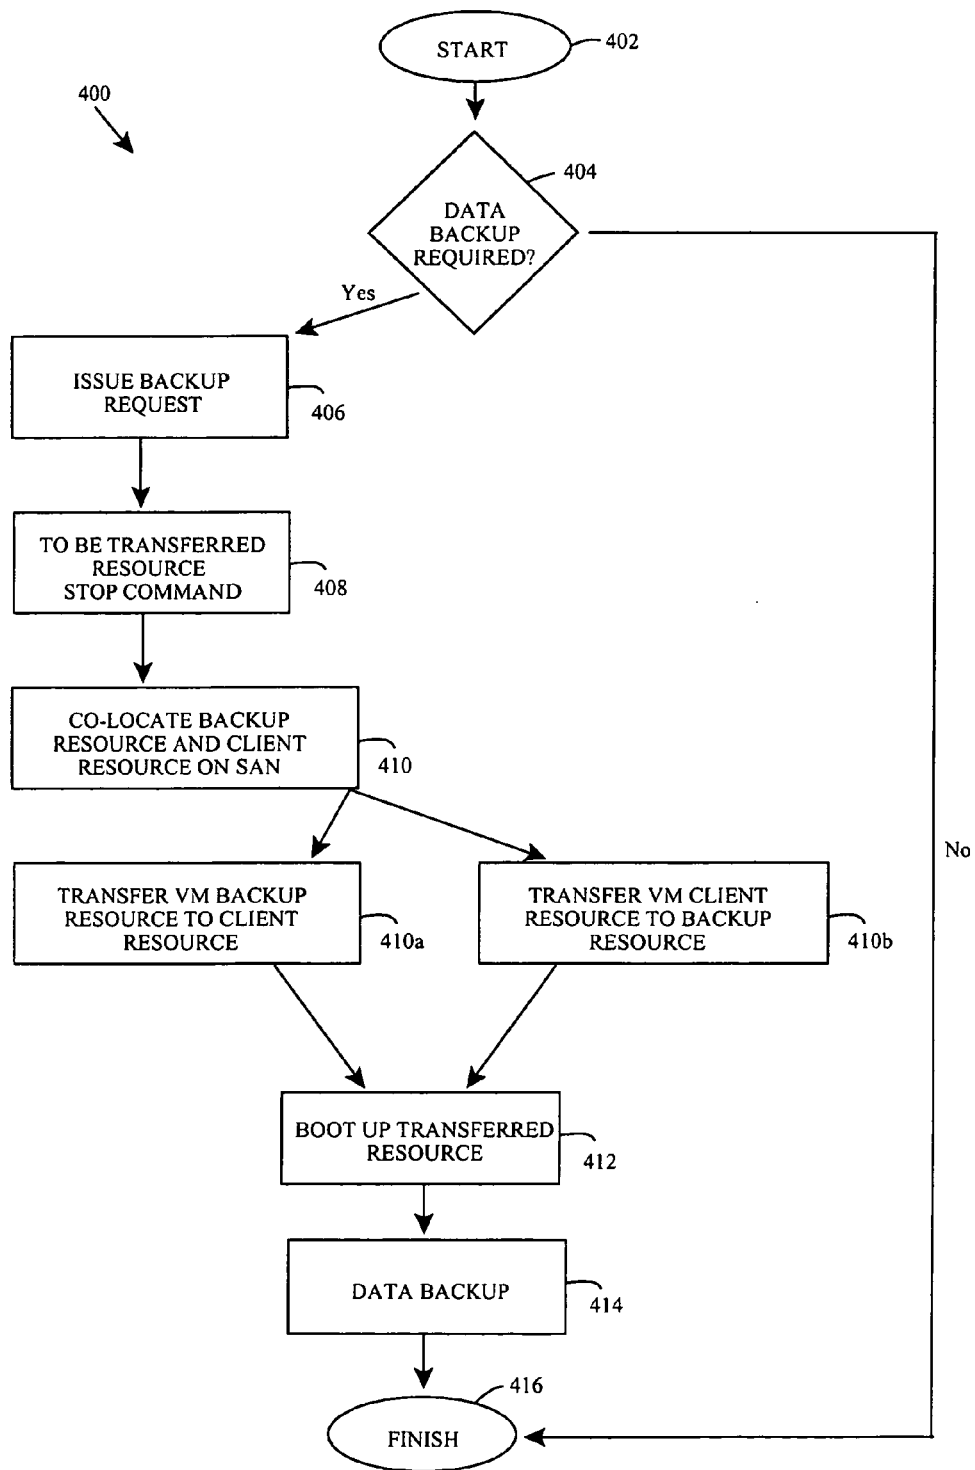 START
402
400
404
DATA
BACKUP
REQUIRED?
Yes
ISSUE BACKUP
REQUEST
406
TO BE TRANSFERRED
RESOURCE
STOP COMMAND
408
CO-LOCATE BACKUP
RESOURCE AND CLIENT
RESOURCE ON SAN
410
No
TRANSFER VM BACKUP
RESOURCE TO CLIENT
RESOURCE
410a
TRANSFER VM CLIENT
RESOURCE TO BACKUP
RESOURCE
410b
BOOT UP TRANSFERRED
RESOURCE
412
DATA BACKUP
414
416
FINISH